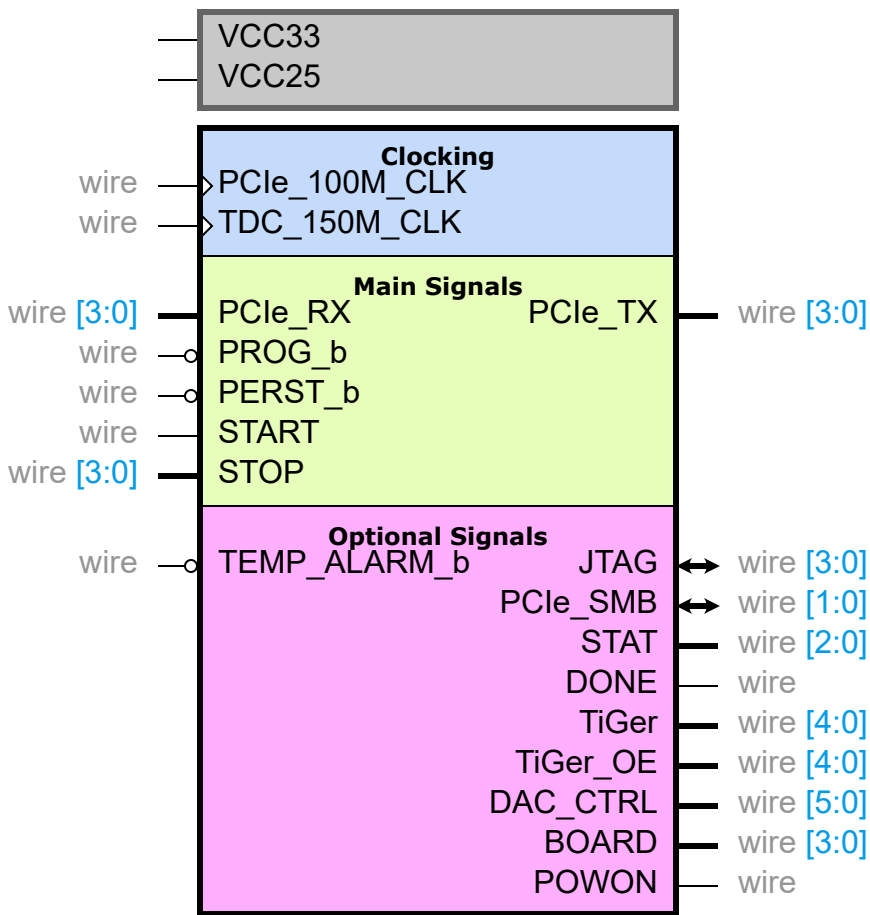 VCC33
VCC25
Clocking
wire PCIe_100M_CLK
wire TDC_150M_CLK
Main Signals
wire [3:0] PCIe_RX PCIe_TX wire [3:0]
wire PROG_b
wire PERST_b
wire START
wire [3:0] STOP
Optional Signals
wire TEMP_ALARM_b JTAG wire [3:0]
PCIe_SMB wire [1:0]
STAT wire [2:0]
DONE wire
TiGer wire [4:0]
TiGer_OE wire [4:0]
DAC_CTRL wire [5:0]
BOARD wire [3:0]
POWON wire